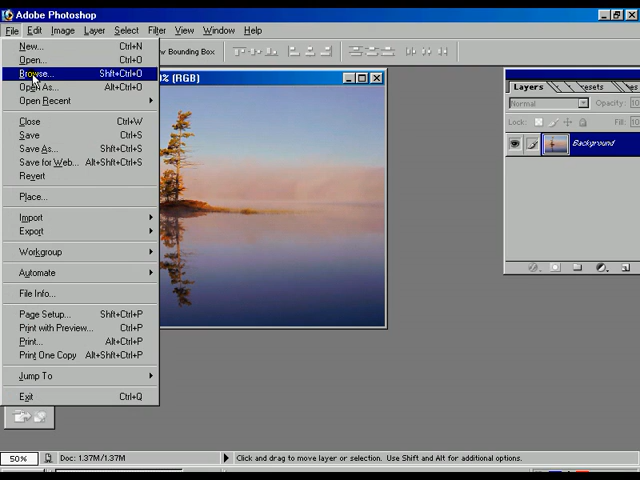 Adobe Photoshop
File Edit Image Layer Select Filter View Window Help
New... Ctrl+N
Open... Ctrl+O
Browse... Shft+Ctrl+O
Open As... Alt+Ctrl+O
Open Recent
Close Ctrl+W
Save Ctrl+S
Save As... Shft+Ctrl+S
Save for Web... Alt+Shft+Ctrl+S
Revert
Place...
Import
Export
Workgroup
Automate
File Info...
Page Setup... Shft+Ctrl+P
Print with Preview... Ctrl+P
Print... Alt+Ctrl+P
Print One Copy Alt+Shft+Ctrl+P
Jump To
Exit Ctrl+Q
Bounding Box
(RGB)
Layers
Normal Opacity: 10
Lock: Fill: 10
Background
50% Doc: 1.37M/1.37M Click and drag to move layer or selection. Use Shift and Alt for additional options.